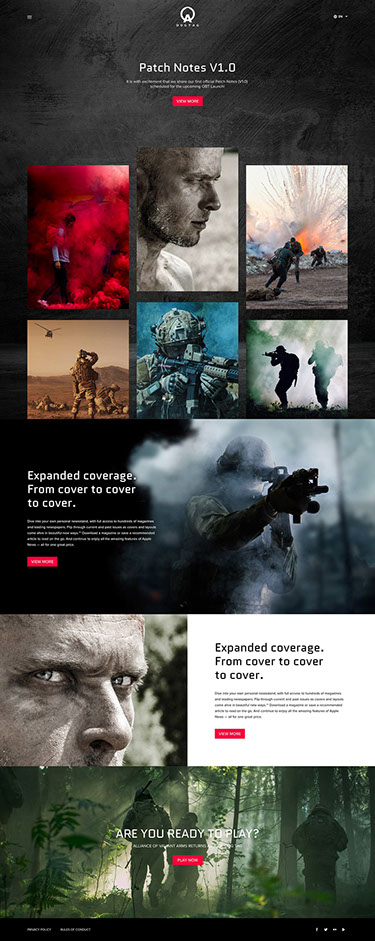 EN
Patch Notes V1.0
It is with excitement that we share our first official Patch Notes (V1.0)
scheduled for the upcoming OBT Launch!
VIEW MORE
Expanded coverage.
From cover to cover
to cover.
Dive into your own personal newsstand, with full access to hundreds of magazines
and leading newspapers. Flip through current and past issues as covers and layouts
come alive in beautiful new ways. Download a magazine or save a recommended
article to read on the go. And continue to enjoy all the amazing features of Apple
News — all for one great price.
VIEW MORE
Expanded coverage.
From cover to cover
to cover.
Dive into your own personal newsstand, with full access to hundreds of magazines
and leading newspapers. Flip through current and past issues as covers and layouts
come alive in beautiful new ways. Download a magazine or save a recommended
article to read on the go. And continue to enjoy all the amazing features of Apple
News — all for one great price.
VIEW MORE
ARE YOU READY TO PLAY?
ALLIANCE OF VALIANT ARMS RETURNS
PLAY NOW
PRIVACY POLICY
RULES OF CONDUCT